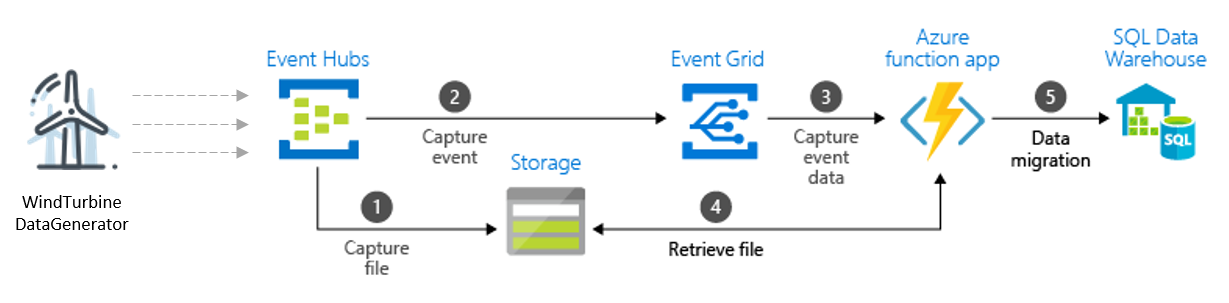 Event Hubs
Event Grid
Azure
function app
SQL Data
Warehouse
2
3
5
Capture
event
Capture
event
data
Data
migration
SQL
WindTurbine
DataGenerator
Storage
1
4
Capture
file
Retrieve file